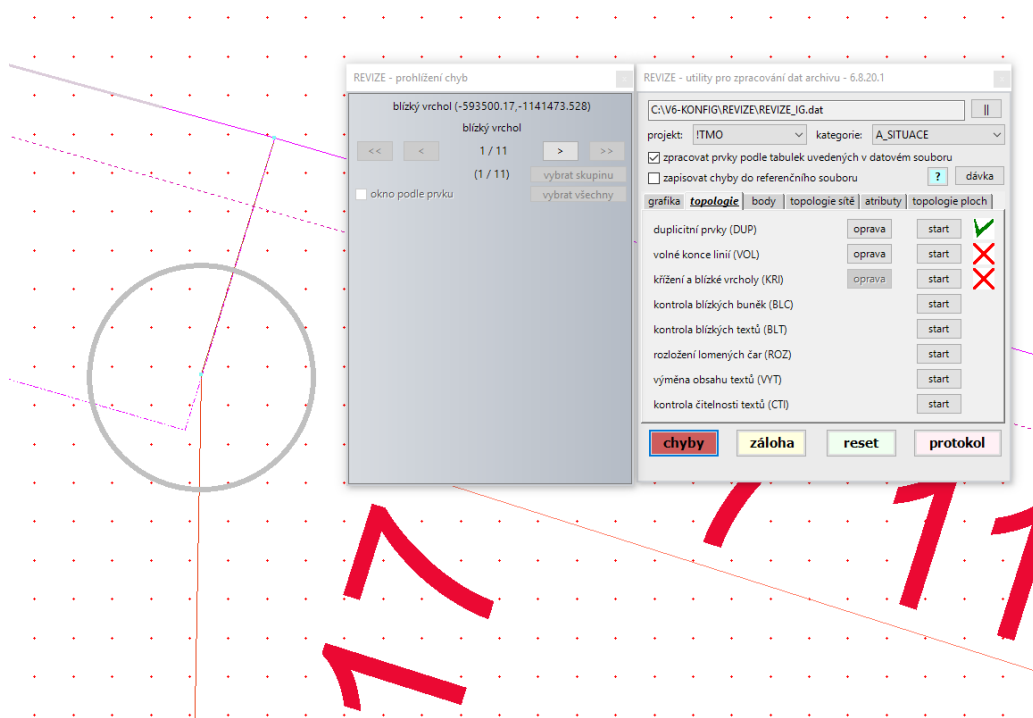 REVIZE - prohlížení chyb
blízký vrchol (-593500.17,-1141473.528)
blízký vrchol
<< < 1 / 11 > >>
(1 / 11) vybrat skupinu
okno podle prvku vybrat všechny
REVIZE - utility pro zpracování dat archivu - 6.8.20.1
C:\V6-KONFIG\REVIZE\REVIZE_IG.dat ||
projekt: !TMO kategorie: A_SITUACE
zpracovat prvky podle tabulek uvedených v datovém souboru
zapisovat chyby do referenčního souboru ? dávka
grafika topologie body topologie sítě atributy topologie ploch
duplicitní prvky (DUP) oprava start
volné konce linií (VOL) oprava start
křížení a blízké vrcholy (KRI) oprava start
kontrola blízkých buněk (BLC) start
kontrola blízkých textů (BLT) start
rozložení lomených čar (ROZ) start
výměna obsahu textů (VYT) start
kontrola čitelnosti textů (CTI) start
chyby záloha reset protokol